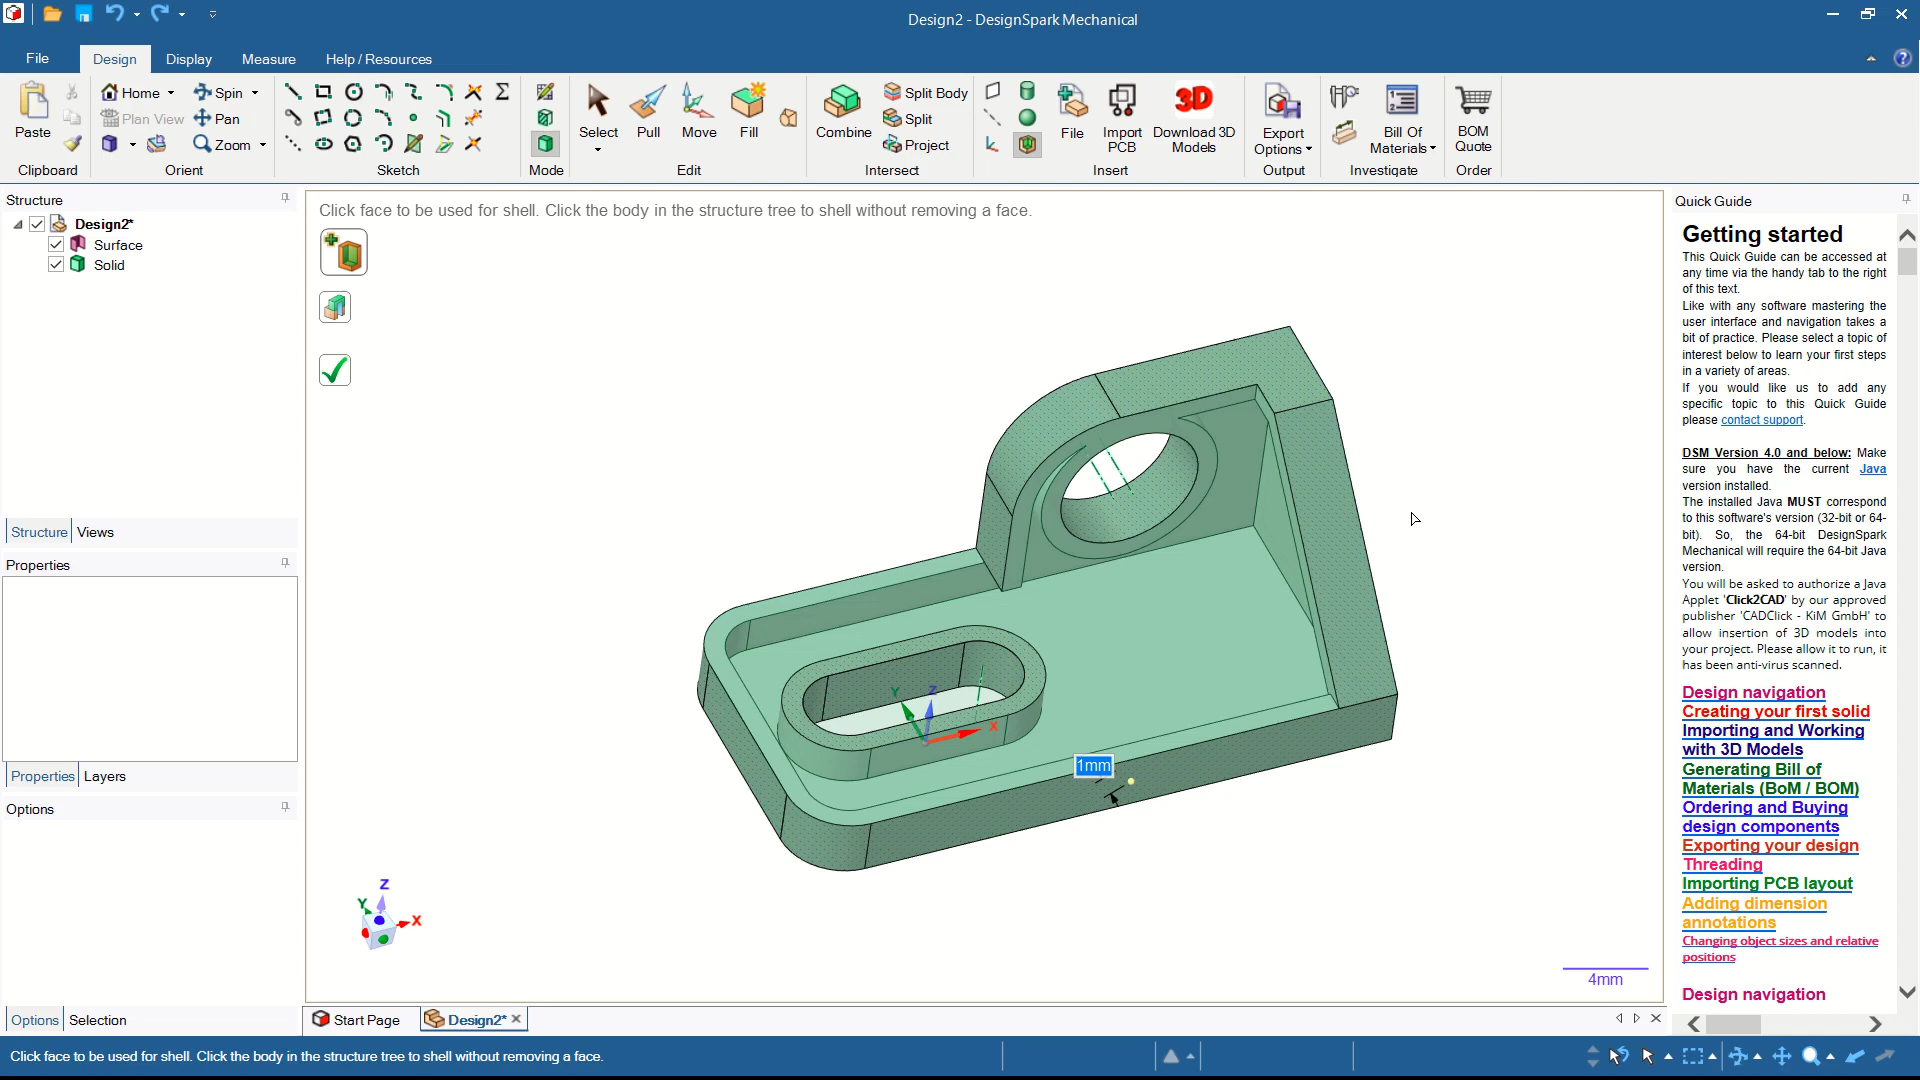 Design2 - DesignSpark Mechanical
File
Design
Display
Measure
Help / Resources
Paste
Clipboard
Home
Spin
Plan View
Pan
Zoom
Orient
Sketch
Mode
Select
Pull
Move
Fill
Edit
Combine
Split Body
Split
Project
Intersect
File
Import
PCB
3D
Download 3D
Models
Insert
Export
Options
Output
Bill Of
Materials
Investigate
BOM
Quote
Order
Structure
Design2*
Surface
Solid
Structure
Views
Properties
Properties
Layers
Options
Options
Selection
Click face to be used for shell. Click the body in the structure tree to shell without removing a face.
Y
Z
X
1mm
Z
Y
X
4mm
Start Page
Design2*
Quick Guide
Getting started
This Quick Guide can be accessed at
any time via the handy tab to the right
of this text.
Like with any software mastering the
user interface and navigation takes a
bit of practice. Please select a topic of
interest below to learn your first steps
in a variety of areas.
If you would like us to add any
specific topic to this Quick Guide
please contact support.
DSM Version 4.0 and below: Make
sure you have the current Java
version installed.
The installed Java MUST correspond
to this software's version (32-bit or 64-
bit). So, the 64-bit DesignSpark
Mechanical will require the 64-bit Java
version.
You will be asked to authorize a Java
Applet 'Click2CAD' by our approved
publisher 'CADClick - KiM GmbH' to
allow insertion of 3D models into
your project. Please allow it to run, it
has been anti-virus scanned.
Design navigation
Creating your first solid
Importing and Working
with 3D Models
Generating Bill of
Materials (BoM / BOM)
Ordering and Buying
design components
Exporting your design
Threading
Importing PCB layout
Adding dimension
annotations
Changing object sizes and relative
positions
Design navigation
Click face to be used for shell. Click the body in the structure tree to shell without removing a face.